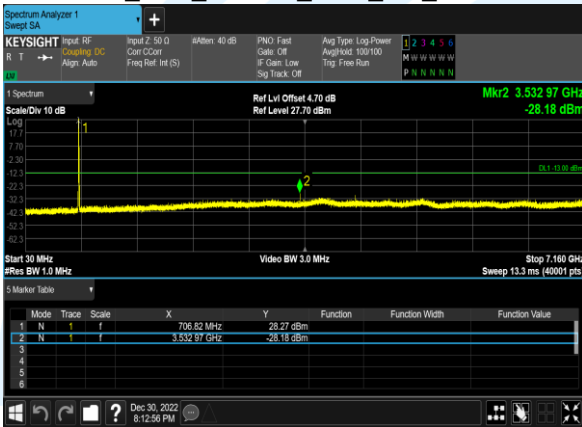 Spectrum Analyzer 1
Swept SA
+
KEYSIGHT Input: RF Input Z: 50 Ω #Atten: 40 dB PNO: Fast Avg Type: Log-Power 1 2 3 4 5 6
R T Coupling: DC Corr CCorr Gate: Off Avg|Hold: 100/100 M W W W W W
Align: Auto Freq Ref: Int (S) IF Gain: Low Trig: Free Run
LU Sig Track: Off P N N N N N
1 Spectrum Ref Lvl Offset 4.70 dB Mkr2 3.532 97 GHz
Scale/Div 10 dB Ref Level 27.70 dBm -28.18 dBm
Log
1
17.7
7.70
-2.30
-12.3 DL1 -13.00 dBm
2
-22.3
-32.3
-42.3
-52.3
-62.3
Start 30 MHz Video BW 3.0 MHz Stop 7.160 GHz
#Res BW 1.0 MHz Sweep 13.3 ms (40001 pts
5 Marker Table
Mode Trace Scale X Y Function Function Width Function Value
1 N 1 f 706.82 MHz 28.27 dBm
2 N 1 f 3.532 97 GHz -28.18 dBm
3
4
5
6
? Dec 30, 2022
8:12:56 PM